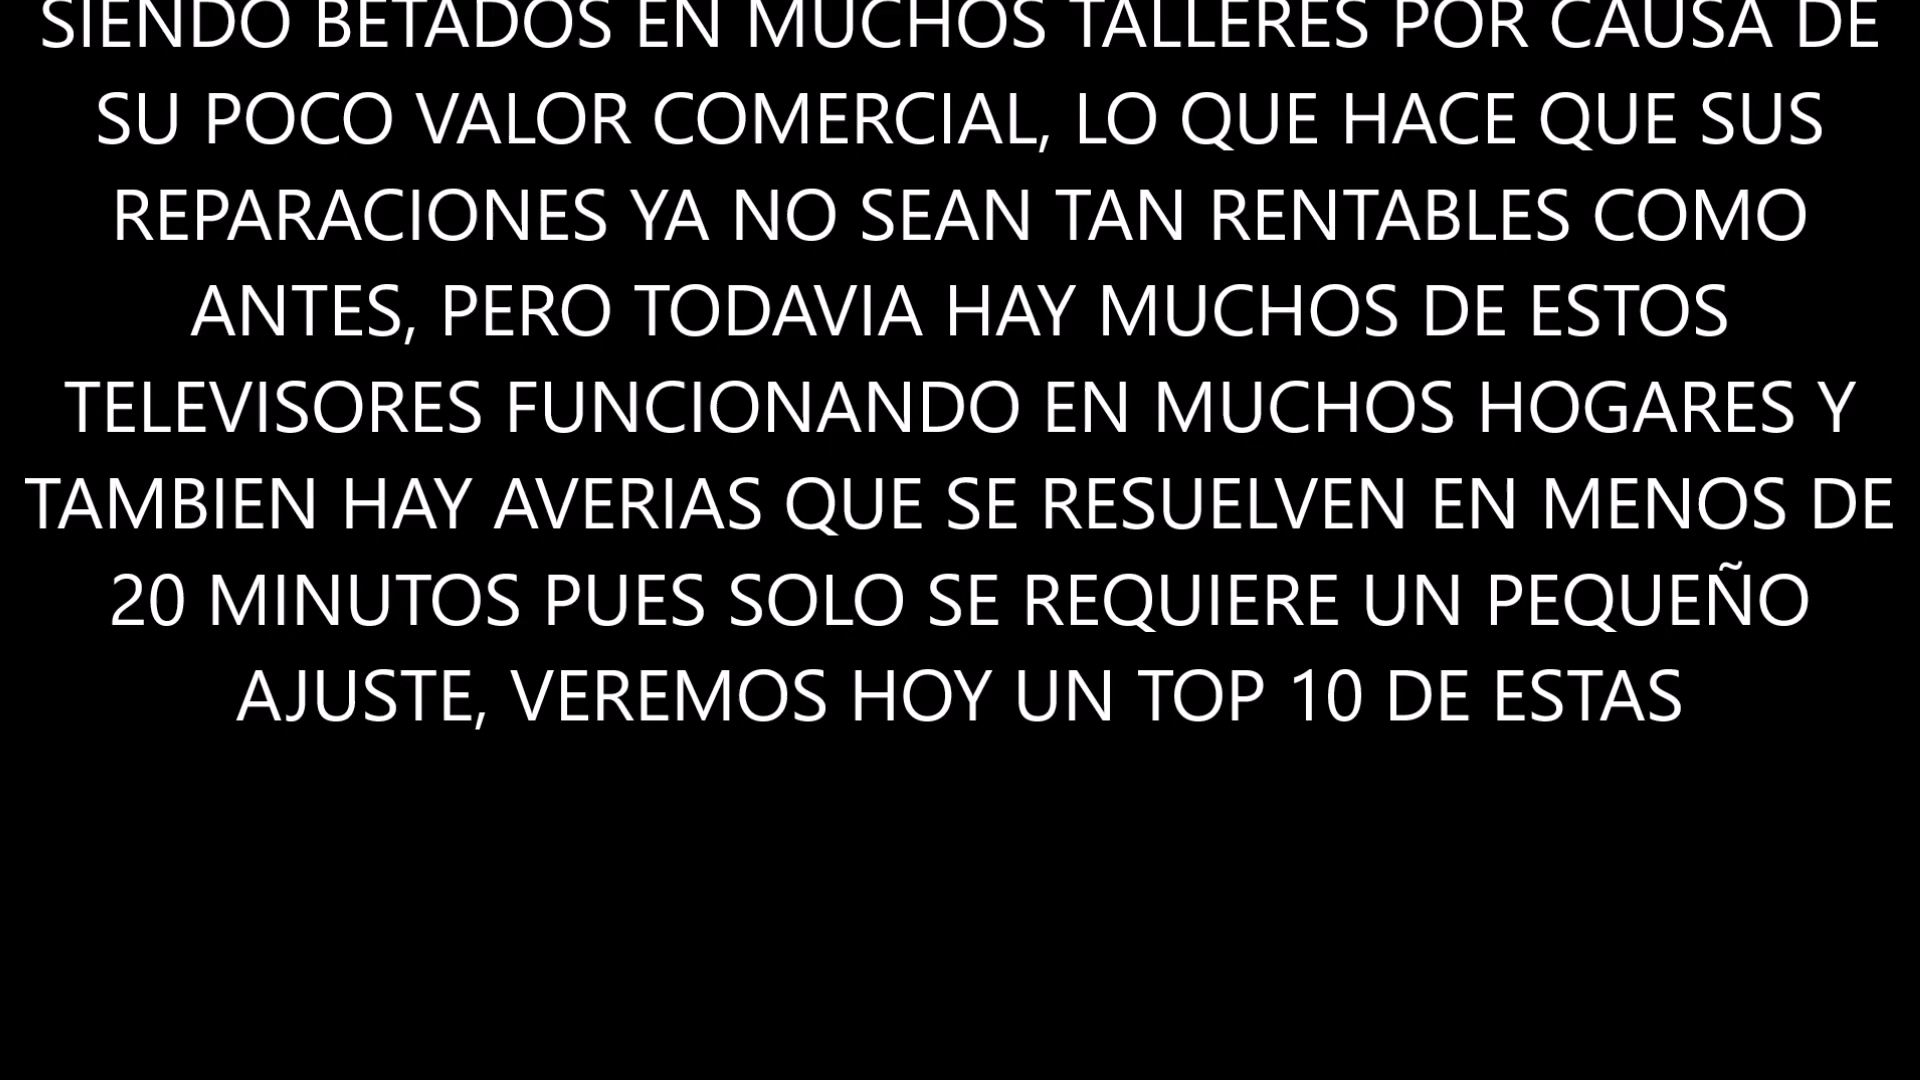 SIENDO BETADOS EN MUCHOS TALLERES POR CAUSA DE
SU POCO VALOR COMERCIAL, LO QUE HACE QUE SUS
REPARACIONES YA NO SEAN TAN RENTABLES COMO
ANTES, PERO TODAVIA HAY MUCHOS DE ESTOS
TELEVISORES FUNCIONANDO EN MUCHOS HOGARES Y
TAMBIEN HAY AVERIAS QUE SE RESUELVEN EN MENOS DE
20 MINUTOS PUES SOLO SE REQUIERE UN PEQUEÑO
AJUSTE, VEREMOS HOY UN TOP 10 DE ESTAS